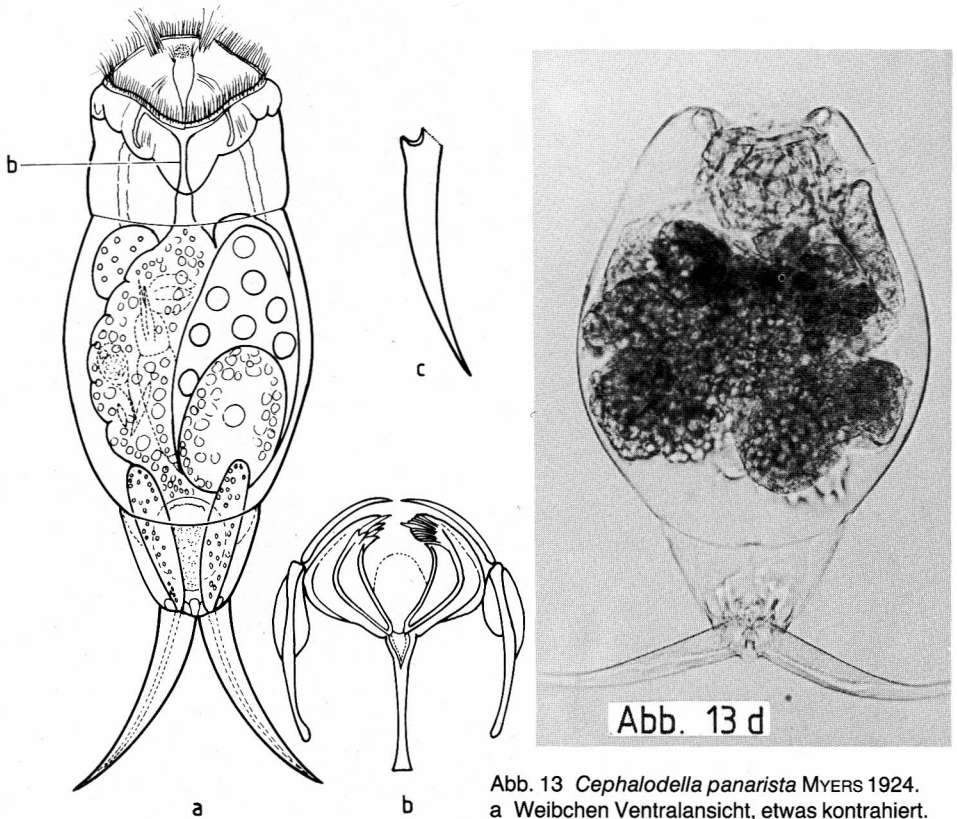 b
c
a
b
Abb. 13 d
Abb. 13 Cephalodella panarista MYERS 1924.
a Weibchen Ventralansicht, etwas kontrahiert.